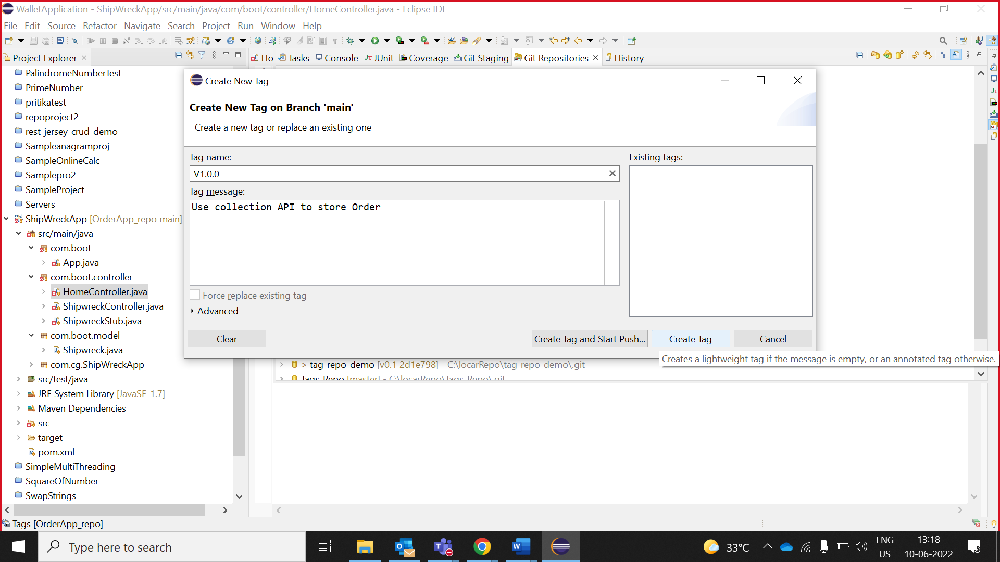 WalletApplication - ShipWreckApp/src/main/java/com/boot/controller/HomeController.java - Eclipse IDE
File Edit Source Refactor Navigate Search Project Run Window Help
Project Explorer
Ho Tasks Console JUnit Coverage Git Staging Git Repositories History
PalindromeNumberTest
PrimeNumber
pritikatest
repoproject2
rest_jersey_crud_demo
Sampleanagramproj
SampleOnlineCalc
Samplepro2
SampleProject
Servers
ShipWreckApp [OrderApp_repo main]
src/main/java
com.boot
App.java
com.boot.controller
HomeController.java
ShipwreckController.java
ShipwreckStub.java
com.boot.model
Shipwreck.java
com.cg.ShipWreckApp
src/test/java
JRE System Library [JavaSE-1.7]
Maven Dependencies
src
target
pom.xml
SimpleMultiThreading
SquareOfNumber
SwapStrings
Create New Tag
Create New Tag on Branch 'main'
Create a new tag or replace an existing one
Tag name:
V1.0.0
Tag message:
Use collection API to store Order
Force replace existing tag
Advanced
Existing tags:
Clear
Create Tag and Start Push...
Create Tag
Cancel
Creates a lightweight tag if the message is empty, or an annotated tag otherwise.
> tag_repo_demo [v0.1 2d1e798] - C:\locarRepo\tag_repo_demo\.git
Tags_Repo [master] - C:\locarRepo\Tags_Repo\.git
Tags [OrderApp_repo]
Type here to search
33°C
ENG
US
13:18
10-06-2022